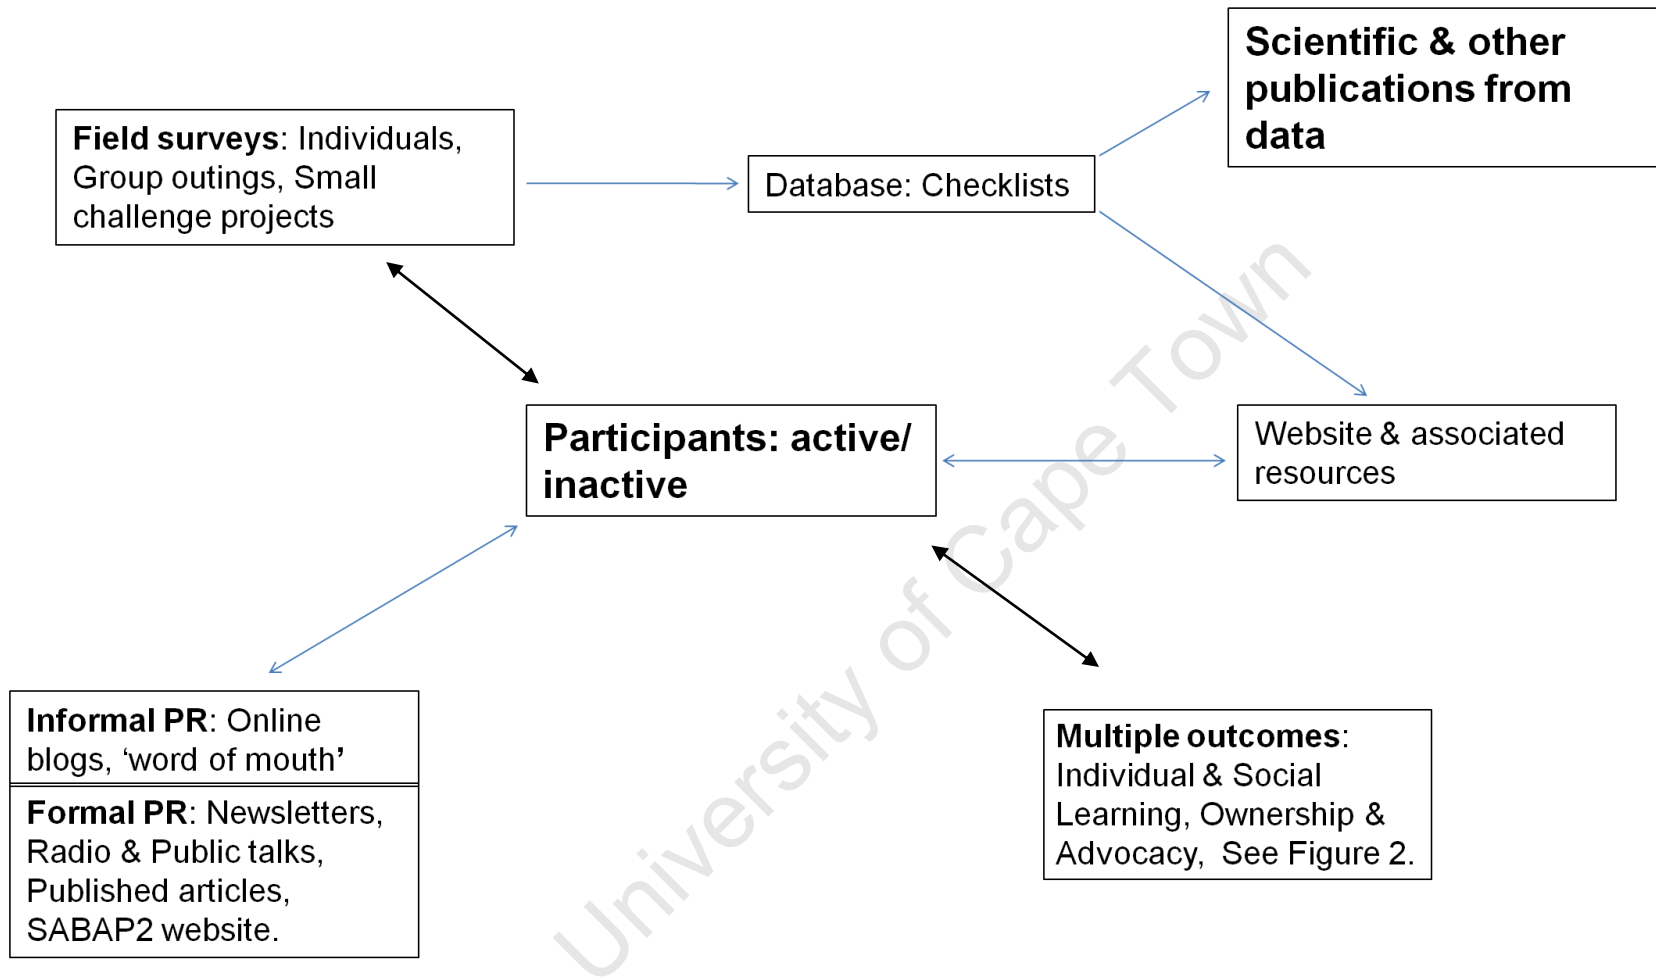 Scientific & other
publications from
data
Field surveys: Individuals,
Group outings, Small
challenge projects
Database: Checklists
Participants: active/
inactive
Website & associated
resources
Informal PR: Online
blogs, ‘word of mouth’
Formal PR: Newsletters,
Radio & Public talks,
Published articles,
SABAP2 website.
Multiple outcomes:
Individual & Social
Learning, Ownership &
Advocacy,  See Figure 2.
University of Cape Town